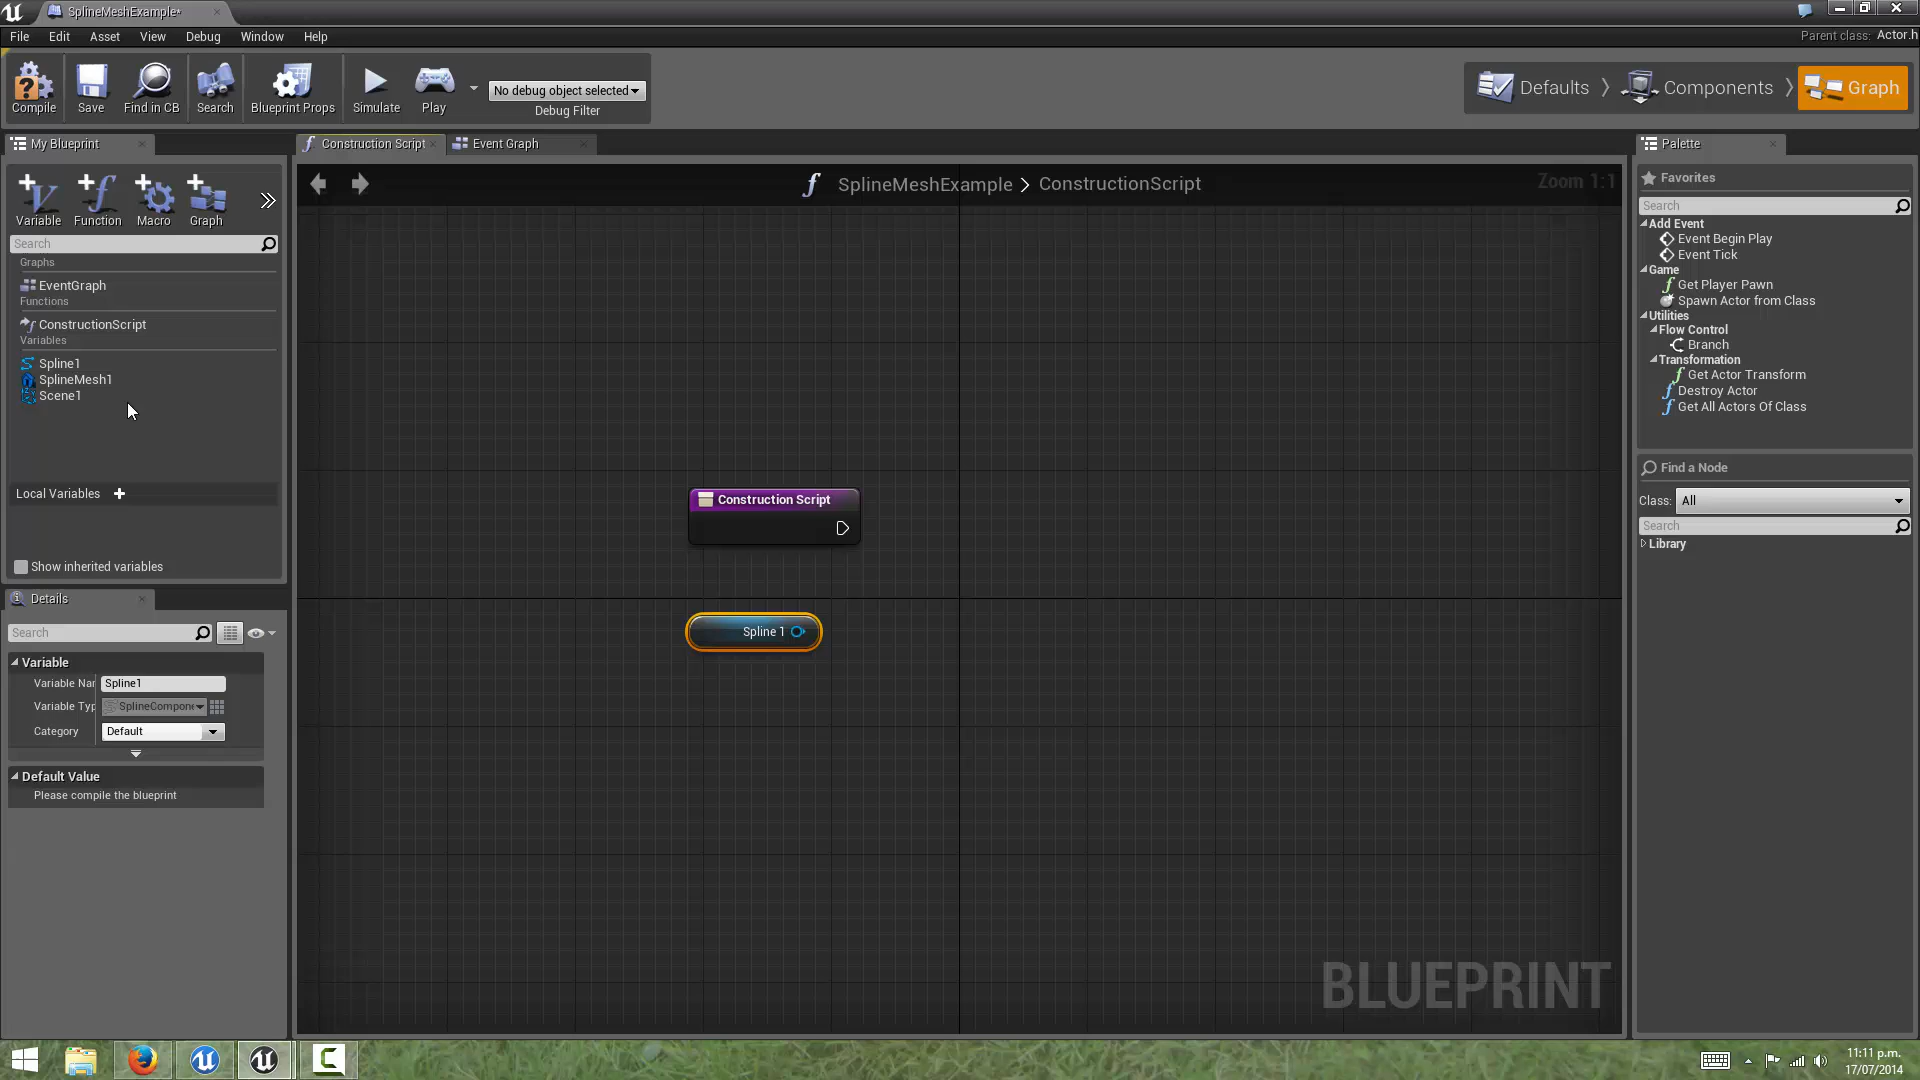 SplineMeshExample*
File Edit Asset View Debug Window Help
Parent class: Actor.h
Compile Save Find in CB Search Blueprint Props Simulate Play
No debug object selected
Debug Filter
Defaults Components Graph
My Blueprint
Variable Function Macro Graph
Search
Graphs
EventGraph
Functions
ConstructionScript
Variables
Spline1
SplineMesh1
Scene1
Local Variables
Show inherited variables
Details
Search
Variable
Variable Nar Spline1
Variable Typ SplineCompone
Category Default
Default Value
Please compile the blueprint
Construction Script Event Graph
SplineMeshExample > ConstructionScript
Zoom 1:1
Construction Script
Spline 1
BLUEPRINT
Palette
Favorites
Search
Add Event
Event Begin Play
Event Tick
Game
Get Player Pawn
Spawn Actor from Class
Utilities
Flow Control
Branch
Transformation
Get Actor Transform
Destroy Actor
Get All Actors Of Class
Find a Node
Class: All
Search
Library
11:11 p.m.
17/07/2014